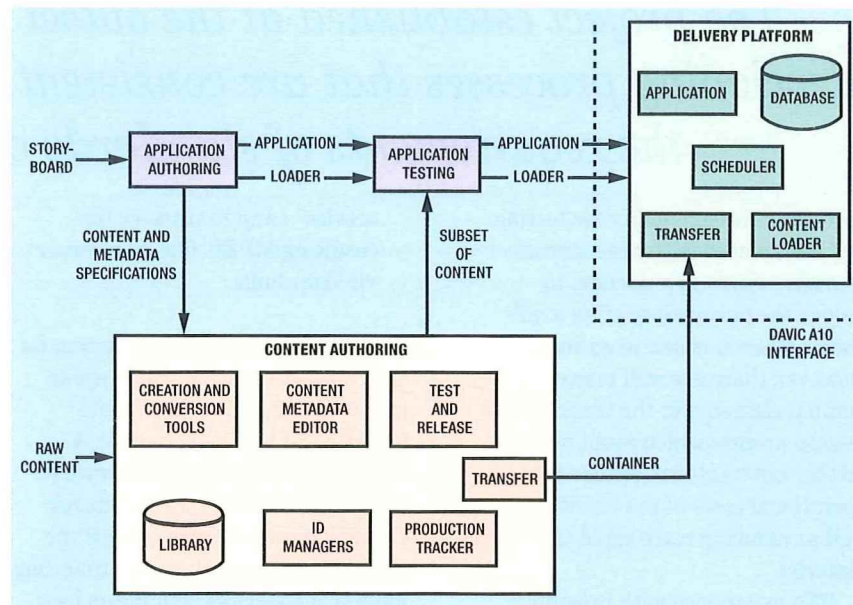 DELIVERY PLATFORM
APPLICATION
DATABASE
SCHEDULER
TRANSFER
CONTENT
LOADER
DAVIC A10
INTERFACE
STORY-
BOARD
APPLICATION
AUTHORING
APPLICATION
LOADER
APPLICATION
TESTING
APPLICATION
LOADER
CONTENT AND
METADATA
SPECIFICATIONS
SUBSET
OF
CONTENT
CONTENT AUTHORING
CREATION AND
CONVERSION
TOOLS
CONTENT
METADATA
EDITOR
TEST
AND
RELEASE
RAW
CONTENT
TRANSFER
CONTAINER
LIBRARY
ID
MANAGERS
PRODUCTION
TRACKER